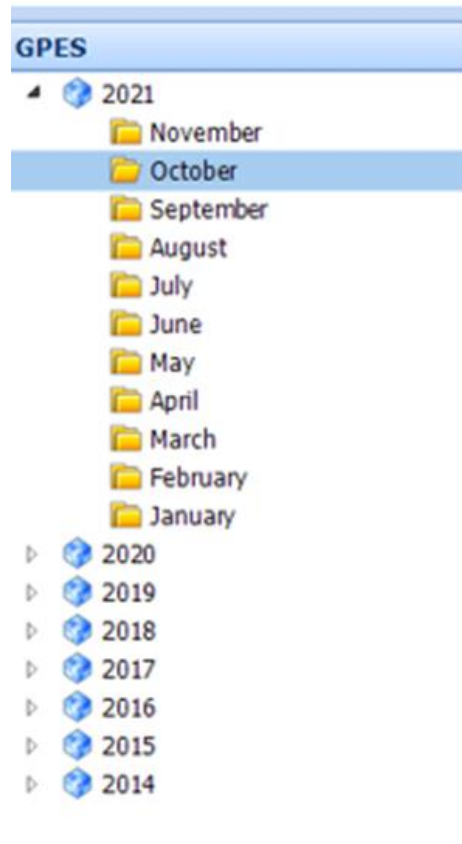 GPES
2021
November
October
September
August
July
June
May
April
March
February
January
2020
2019
2018
2017
2016
2015
2014